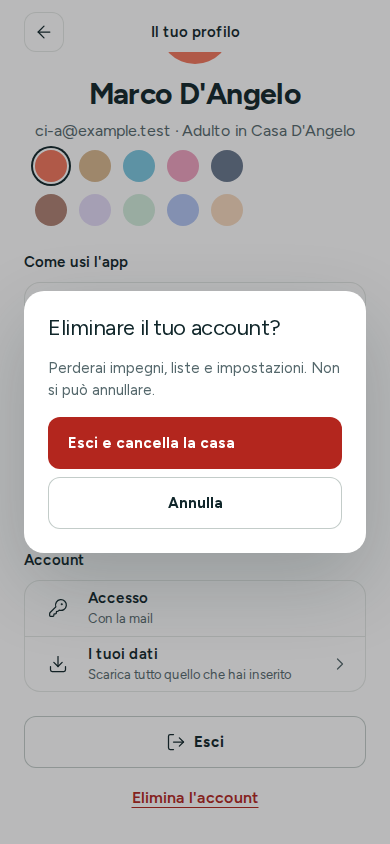 Il tuo profilo
Marco D'Angelo
ci-a@example.test · Adulto in Casa D'Angelo
Come usi l'app
Eliminare il tuo account?
Perderai impegni, liste e impostazioni. Non
si può annullare.
Esci e cancella la casa
Annulla
Account
Accesso
Con la mail
I tuoi dati
Scarica tutto quello che hai inserito
Esci
Elimina l'account